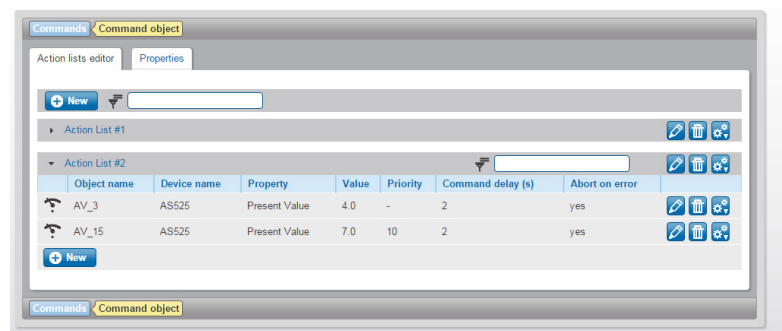 Commands Command object
Action lists editor Properties
New
Action List #1
Action List #2
Object name Device name Property Value Priority Command delay (s) Abort on error
AV_3 AS525 Present Value 4.0 - 2 yes
AV_15 AS525 Present Value 7.0 10 2 yes
New
Commands Command object